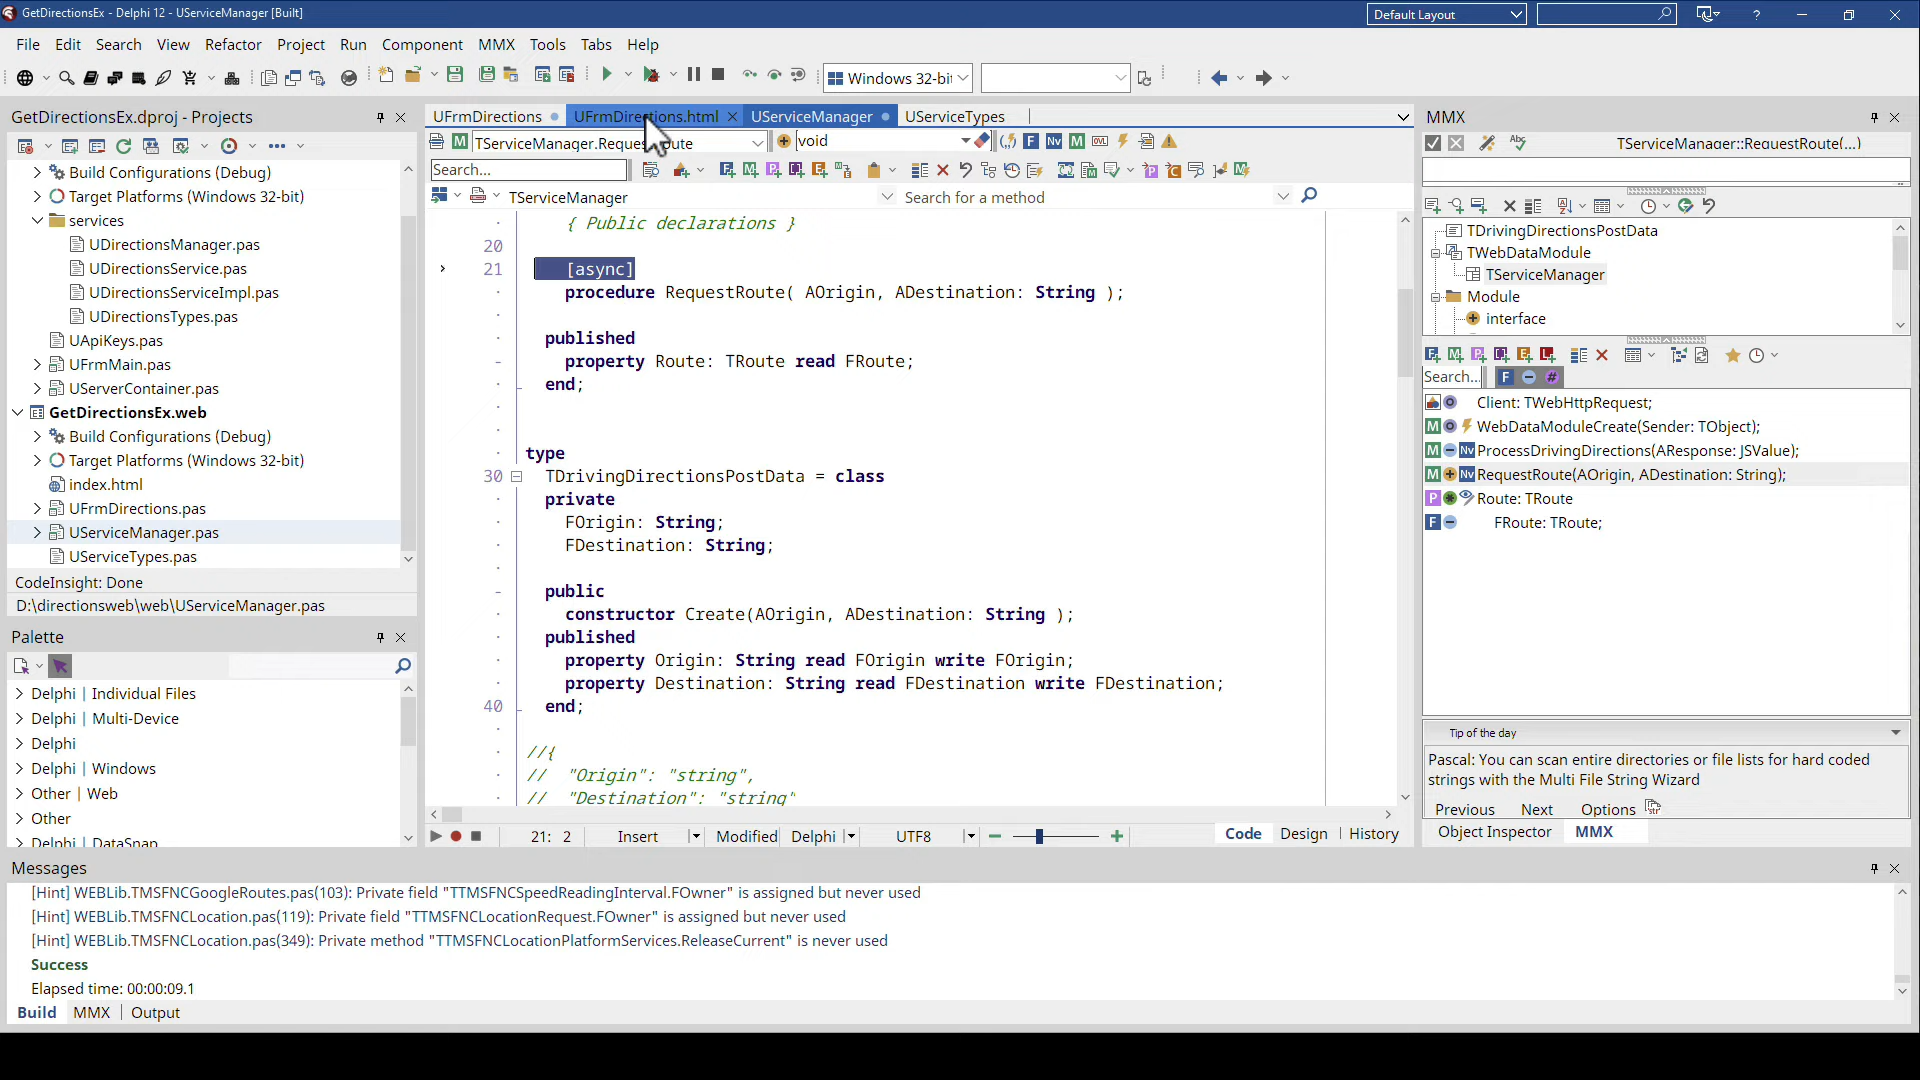 GetDirectionsEx - Delphi 12 - UServiceManager [Built]
Default Layout
File Edit Search View Refactor Project Run Component MMX Tools Tabs Help
Windows 32-bit
GetDirectionsEx.dproj - Projects
Build Configurations (Debug)
Target Platforms (Windows 32-bit)
services
UDirectionsManager.pas
UDirectionsService.pas
UDirectionsServiceImpl.pas
UDirectionsTypes.pas
UApiKeys.pas
UFrmMain.pas
UServerContainer.pas
GetDirectionsEx.web
Build Configurations (Debug)
Target Platforms (Windows 32-bit)
index.html
UFrmDirections.pas
UServiceManager.pas
UServiceTypes.pas
CodeInsight: Done
D:\directionsweb\web\UServiceManager.pas
Palette
Delphi | Individual Files
Delphi | Multi-Device
Delphi
Delphi | Windows
Other | Web
Other
Delphi | DataSnap
UFrmDirections UFrmDirections.html UServiceManager UServiceTypes
TServiceManager.RequestRoute void
Search...
TServiceManager Search for a method
{ Public declarations }
20
21 [async]
procedure RequestRoute( AOrigin, ADestination: String );
published
property Route: TRoute read FRoute;
end;
type
30 TDrivingDirectionsPostData = class
private
FOrigin: String;
FDestination: String;
public
constructor Create(AOrigin, ADestination: String );
published
property Origin: String read FOrigin write FOrigin;
property Destination: String read FDestination write FDestination;
40 end;
//{
// "Origin": "string",
// "Destination": "string"
21: 2 Insert Modified Delphi UTF8 Code Design History
MMX
TServiceManager::RequestRoute(...)
TDrivingDirectionsPostData
TWebDataModule
TServiceManager
Module
interface
Search...
Client: TWebHttpRequest;
WebDataModuleCreate(Sender: TObject);
ProcessDrivingDirections(AResponse: JSValue);
RequestRoute(AOrigin, ADestination: String);
Route: TRoute
FRoute: TRoute;
Tip of the day
Pascal: You can scan entire directories or file lists for hard coded
strings with the Multi File String Wizard
Previous Next Options
Object Inspector MMX
Messages
[Hint] WEBLib.TMSFNCGoogleRoutes.pas(103): Private field "TTMSFNCSpeedReadingInterval.FOwner" is assigned but never used
[Hint] WEBLib.TMSFNCLocation.pas(119): Private field "TTMSFNCLocationRequest.FOwner" is assigned but never used
[Hint] WEBLib.TMSFNCLocation.pas(349): Private method "TTMSFNCLocationPlatformServices.ReleaseCurrent" is never used
Success
Elapsed time: 00:00:09.1
Build MMX Output